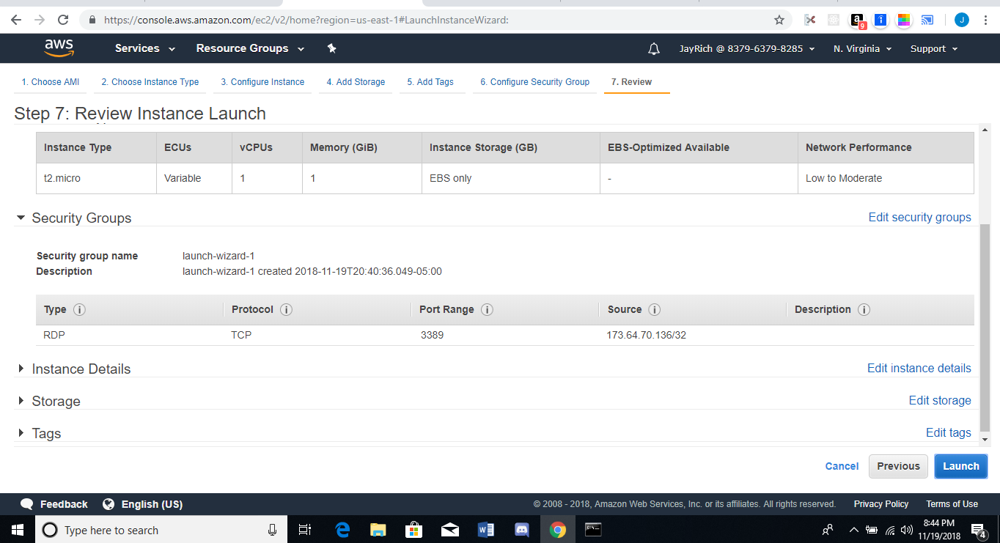 https://console.aws.amazon.com/ec2/v2/home?region=us-east-1#LaunchInstanceWizard:
a
9
i
J
aws
Services
Resource Groups
JayRich @ 8379-6379-8285
N. Virginia
Support
1. Choose AMI
2. Choose Instance Type
3. Configure Instance
4. Add Storage
5. Add Tags
6. Configure Security Group
7. Review
Step 7: Review Instance Launch
Instance Type ECUs vCPUs Memory (GiB) Instance Storage (GB) EBS-Optimized Available Network Performance
t2.micro Variable 1 1 EBS only - Low to Moderate
Security Groups
Edit security groups
Security group name launch-wizard-1
Description launch-wizard-1 created 2018-11-19T20:40:36.049-05:00
Type i Protocol i Port Range i Source i Description i
RDP TCP 3389 173.64.70.136/32
Instance Details
Edit instance details
Storage
Edit storage
Tags
Edit tags
Cancel
Previous
Launch
Feedback
English (US)
© 2008 - 2018, Amazon Web Services, Inc. or its affiliates. All rights reserved.
Privacy Policy
Terms of Use
Type here to search
8:44 PM
11/19/2018
4